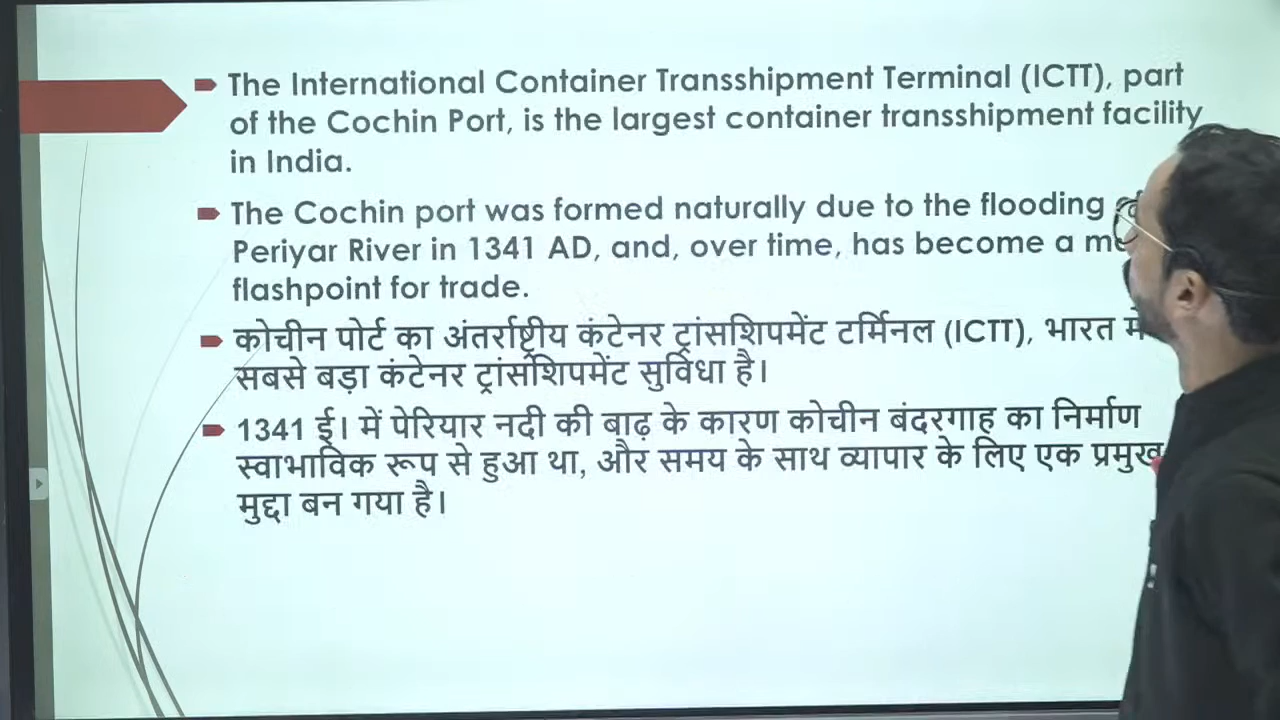 The International Container Transshipment Terminal (ICTT), part
of the Cochin Port, is the largest container transshipment facility
in India.
The Cochin port was formed naturally due to the flooding
Periyar River in 1341 AD, and, over time, has become a
flashpoint for trade.
कोचीन पोर्ट का अंतर्राष्ट्रीय कंटेनर ट्रांसशिपमेंट टर्मिनल (ICTT), भारत में
सबसे बड़ा कंटेनर ट्रांसशिपमेंट सुविधा है।
1341 ई। में पेरियार नदी की बाढ़ के कारण कोचीन बंदरगाह का निर्माण
स्वाभाविक रूप से हुआ था, और समय के साथ व्यापार के लिए एक प्रमुख
मुद्दा बन गया है।